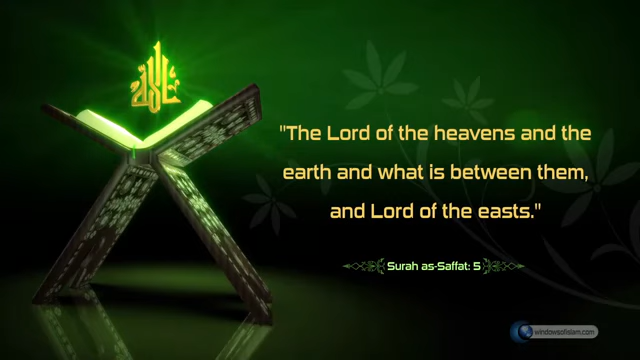 "The Lord of the heavens and the
earth and what is between them,
and Lord of the easts."
Surah as-Saffat: 5
windowsofislam.com